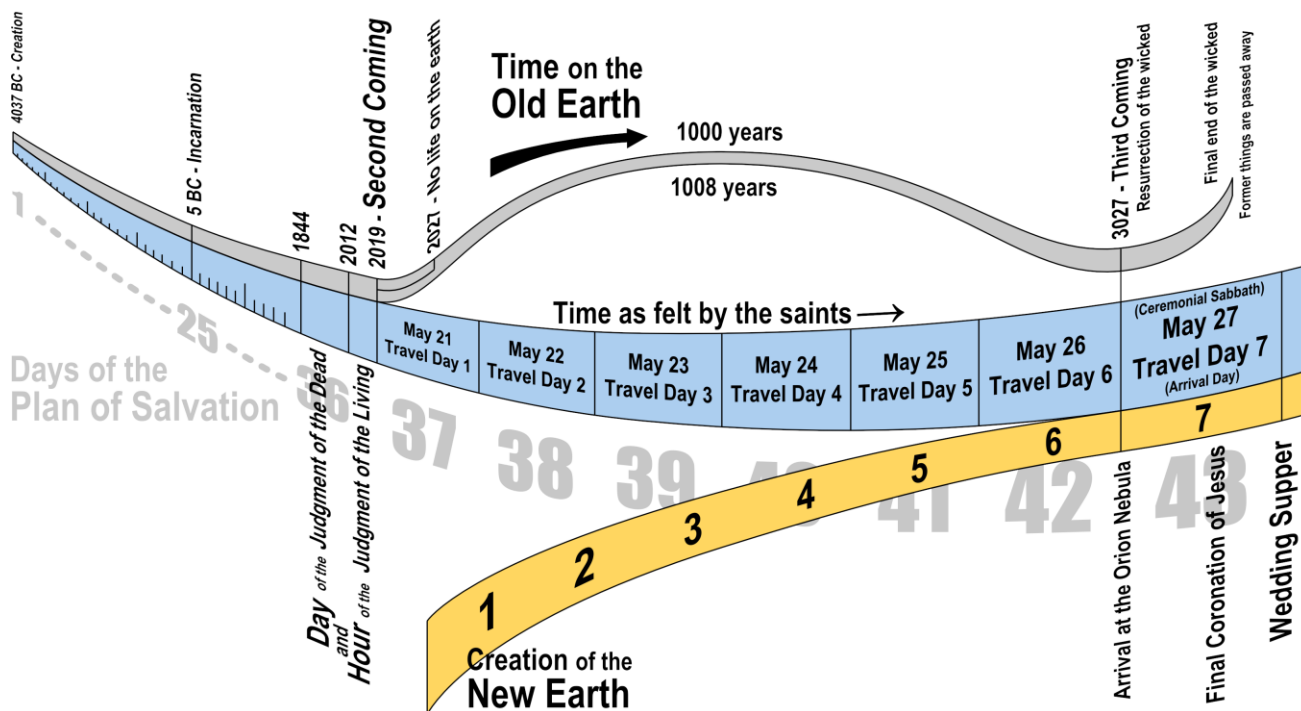 4037 BC - Creation
5 BC - Incarnation
1844
2012
2019 - Second Coming
2027 - No life on the earth
Time on the
Old Earth
1000 years
1008 years
3027 - Third Coming
Resurrection of the wicked
Final end of the wicked
Former things are passed away
Time as felt by the saints
May 21
Travel Day 1
May 22
Travel Day 2
May 23
Travel Day 3
May 24
Travel Day 4
May 25
Travel Day 5
May 26
Travel Day 6
(Ceremonial Sabbath)
May 27
Travel Day 7
(Arrival Day)
Days of the
Plan of Salvation
1
25
36
37
38
39
40
41
42
43
Day of the Judgment of the Dead
and
Hour of the Judgment of the Living
1
2
3
4
5
6
7
Creation of the
New Earth
Arrival at the Orion Nebula
Final Coronation of Jesus
Wedding Supper